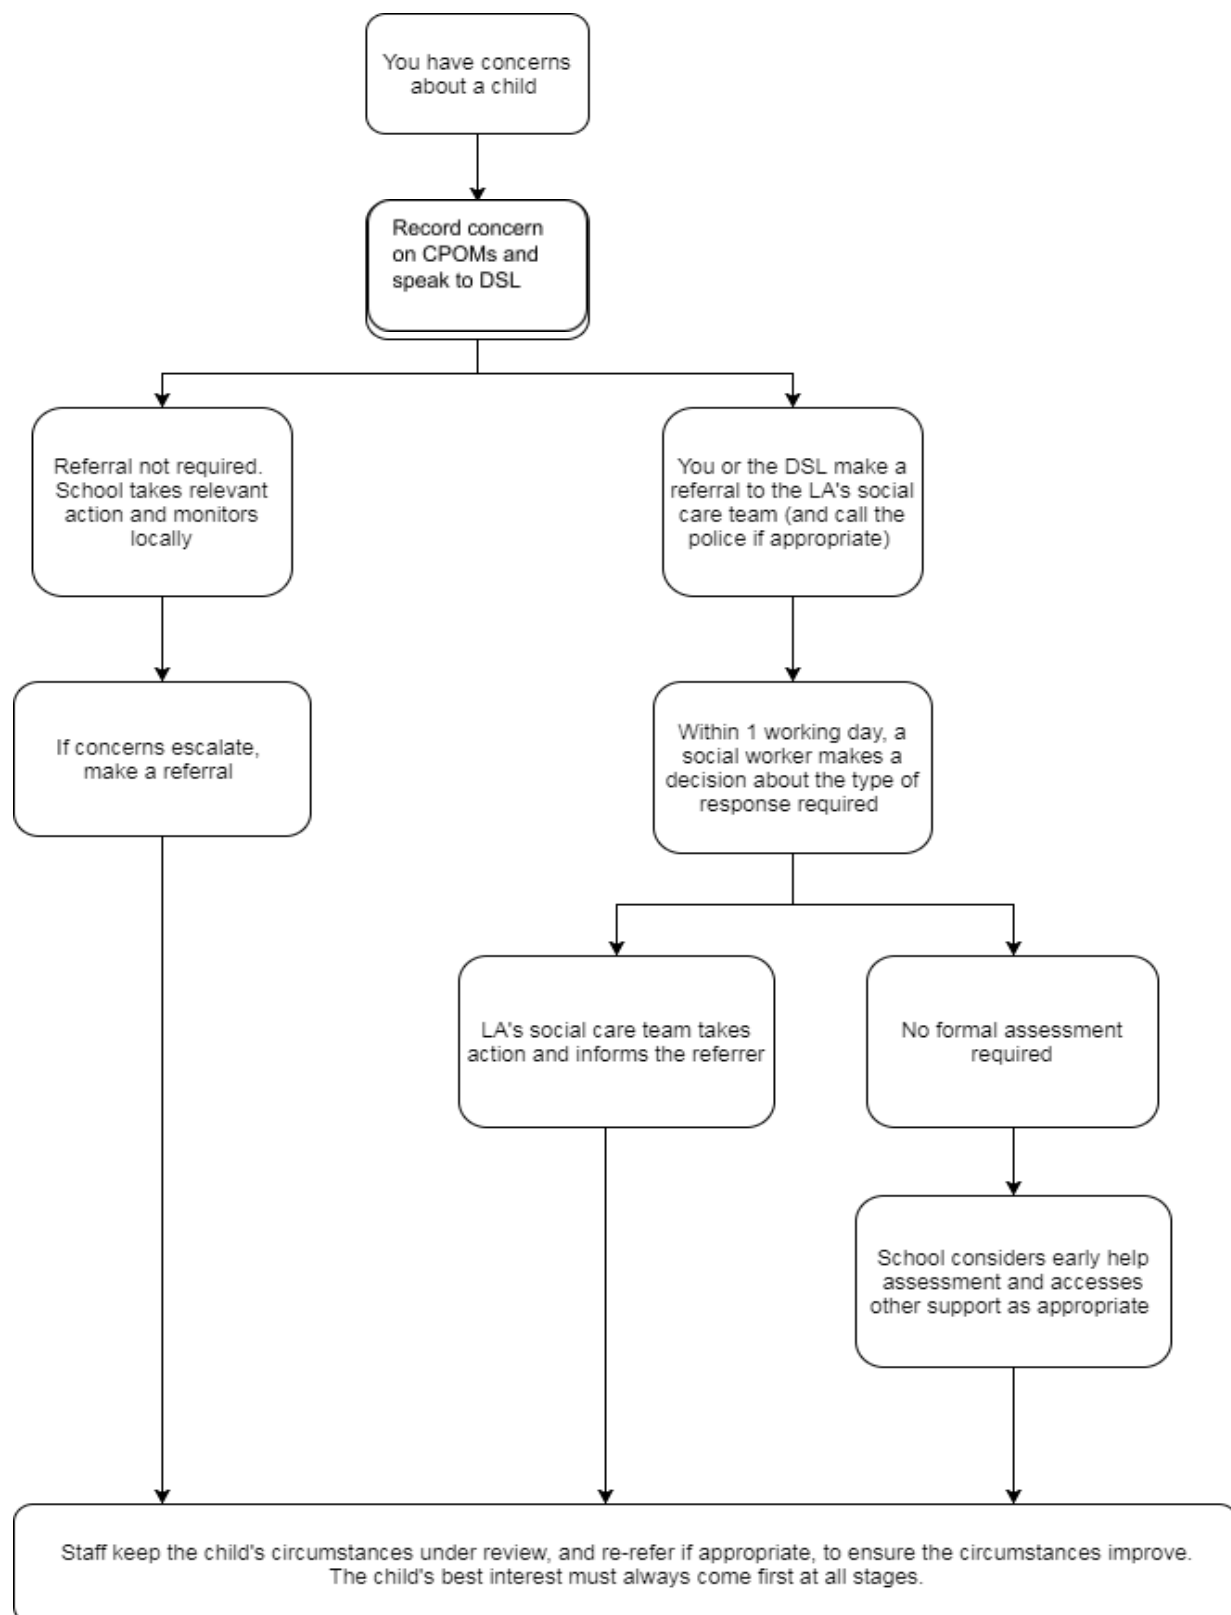 You have concerns
about a child
Record concern
on CPOMs and
speak to DSL
Referral not required.
School takes relevant
action and monitors
locally
You or the DSL make a
referral to the LA's social
care team (and call the
police if appropriate)
If concerns escalate,
make a referral
Within 1 working day, a
social worker makes a
decision about the type of
response required
LA's social care team takes
action and informs the referrer
No formal assessment
required
School considers early help
assessment and accesses
other support as appropriate
Staff keep the child's circumstances under review, and re-refer if appropriate, to ensure the circumstances improve.
The child's best interest must always come first at all stages.